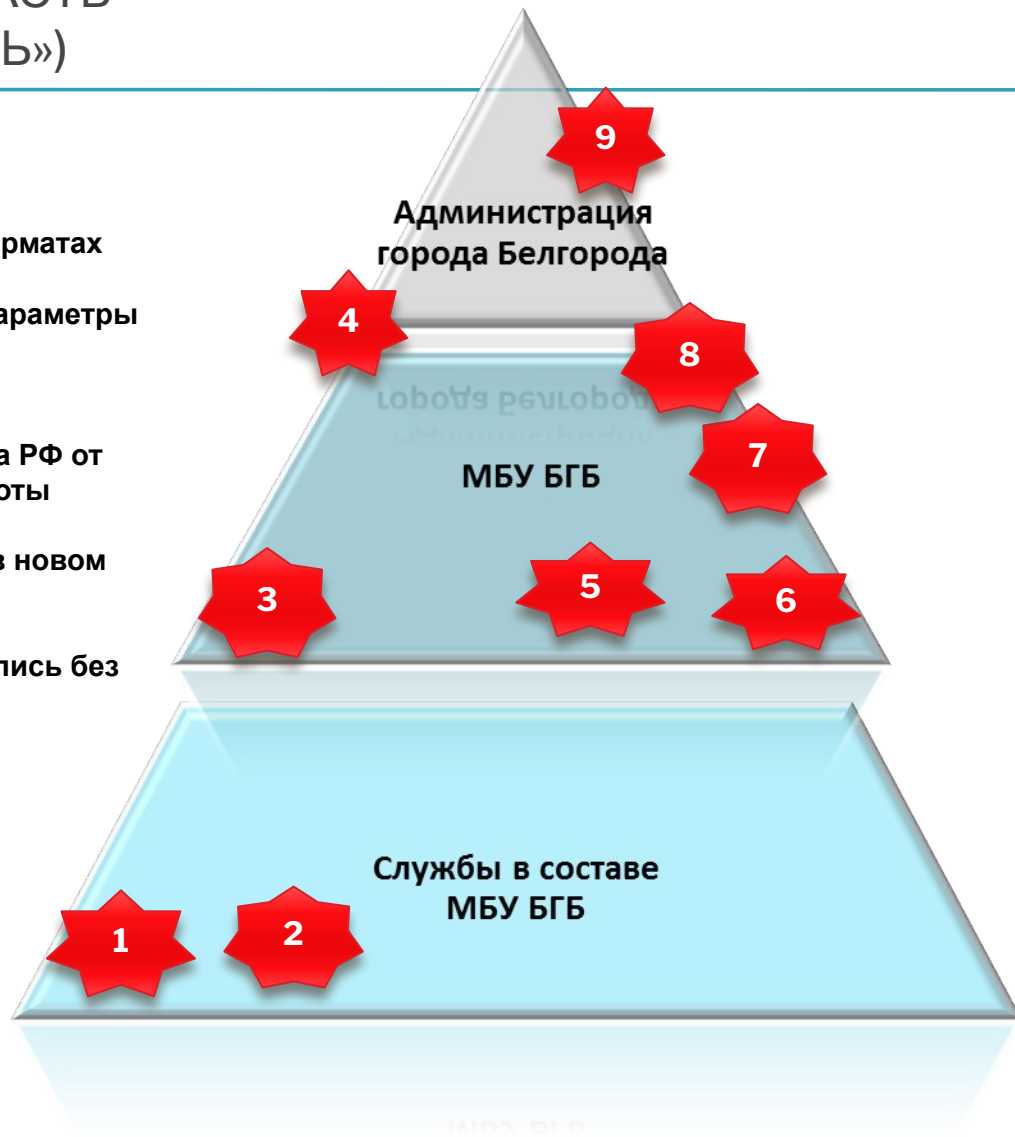 Ь»)
9
Администрация
города Белгорода
рматах
араметры
4
8
а РФ от
оты
7
МБУ БГБ
в новом
3
5
6
лись без
Службы в составе
МБУ БГБ
1
2